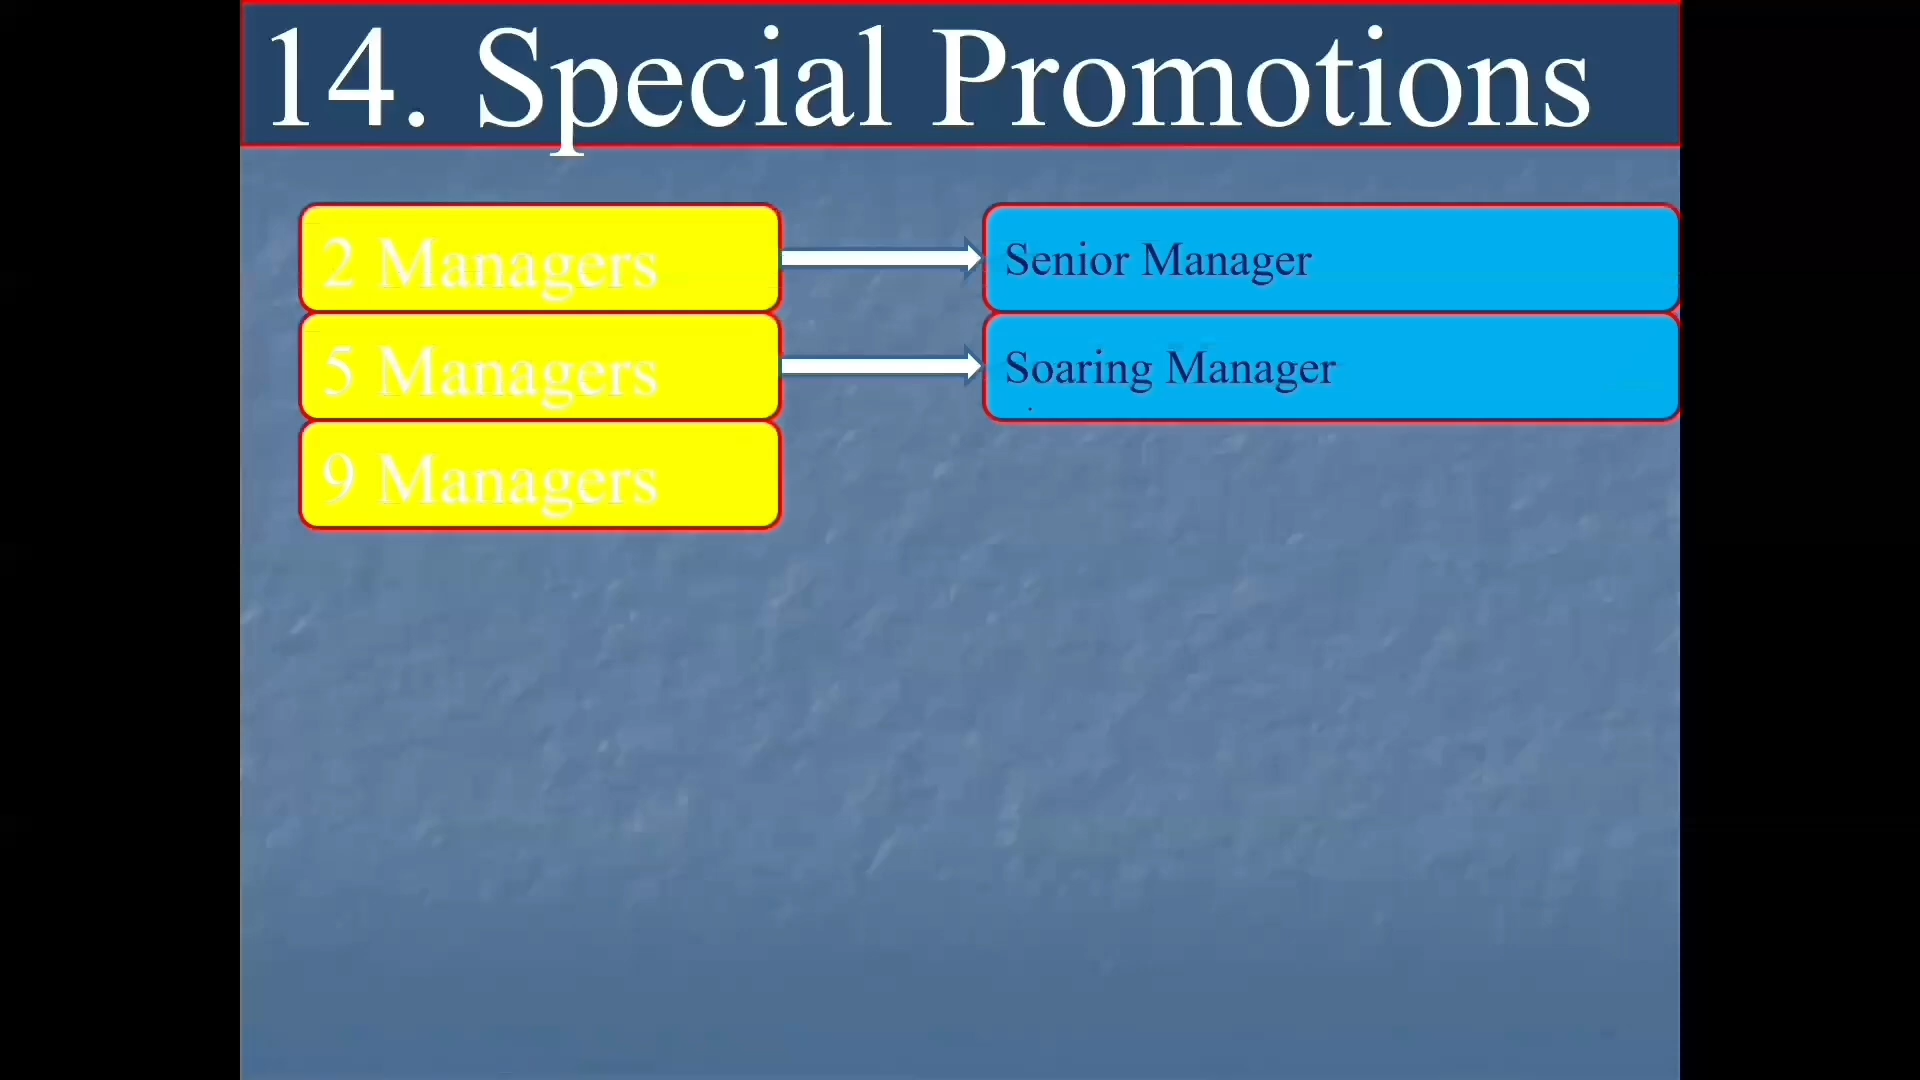 14. Special Promotions
2 Managers
Senior Manager
5 Managers
Soaring Manager
9 Managers